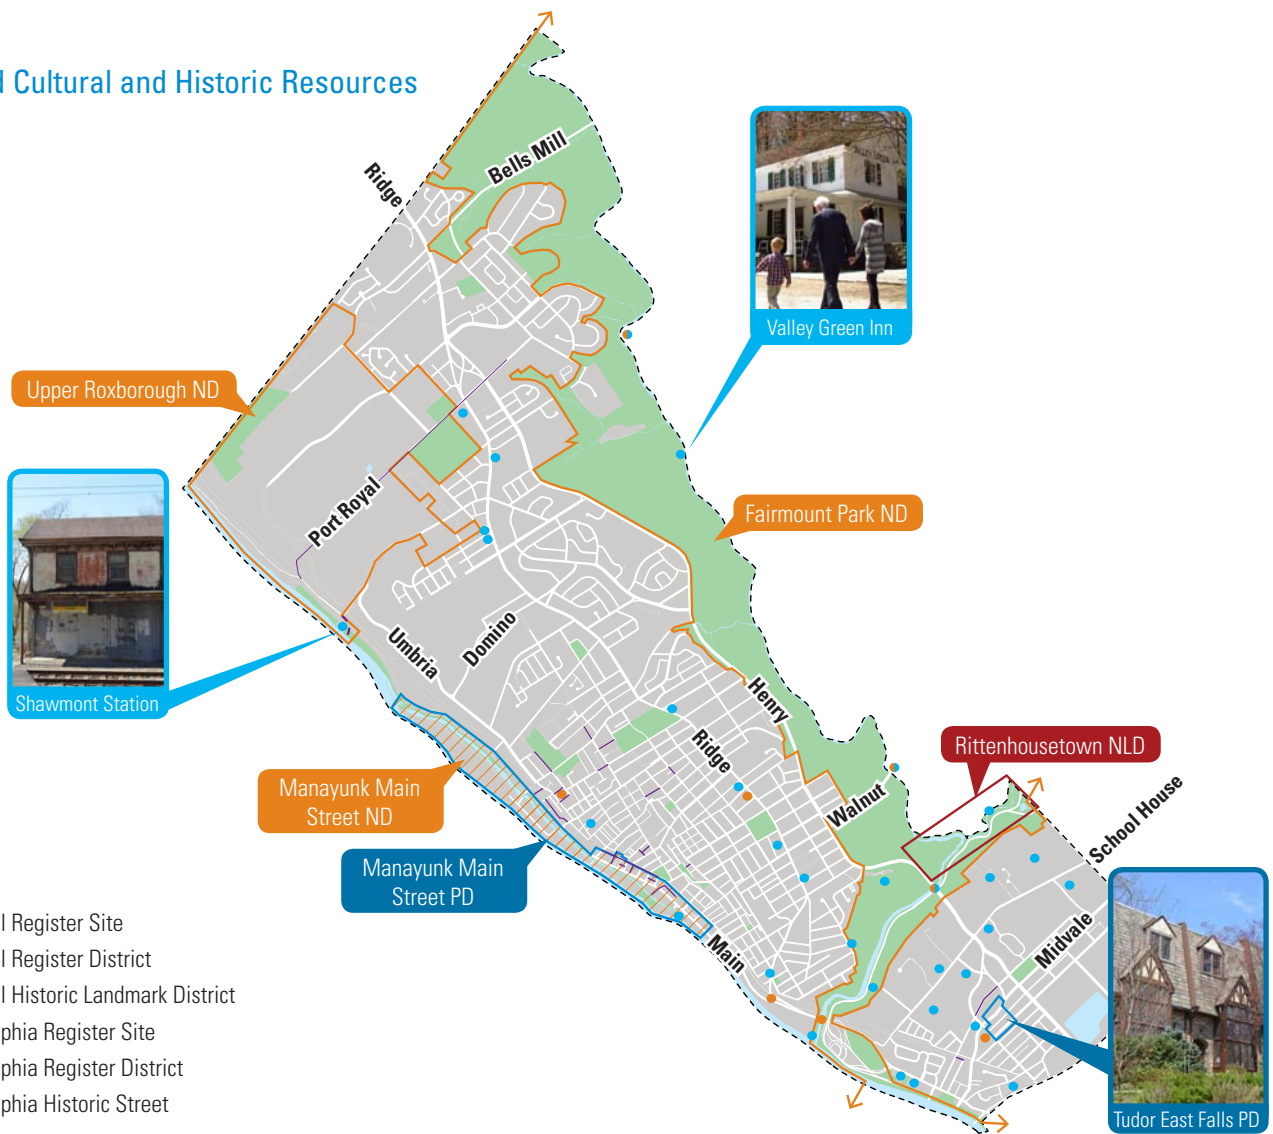 d Cultural and Historic Resources
Bells Mill
Ridge
VALLEY GREEN
Valley Green Inn
Upper Roxborough ND
Port Royal
Fairmount Park ND
Shawmont Station
Umbria
Domino
Henry
Ridge
Rittenhousetown NLD
Manayunk Main
Street ND
Walnut
School House
Manayunk Main
Street PD
Main
Midvale
l Register Site
l Register District
l Historic Landmark District
phia Register Site
phia Register District
phia Historic Street
Tudor East Falls PD